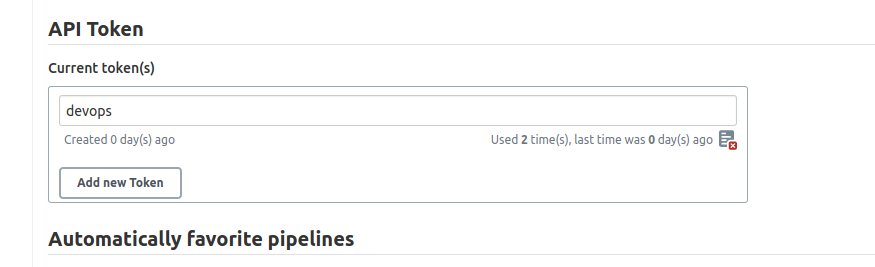 API Token
Current token(s)
devops
Created 0 day(s) ago
Used 2 time(s), last time was 0 day(s) ago
Add new Token
Automatically favorite pipelines